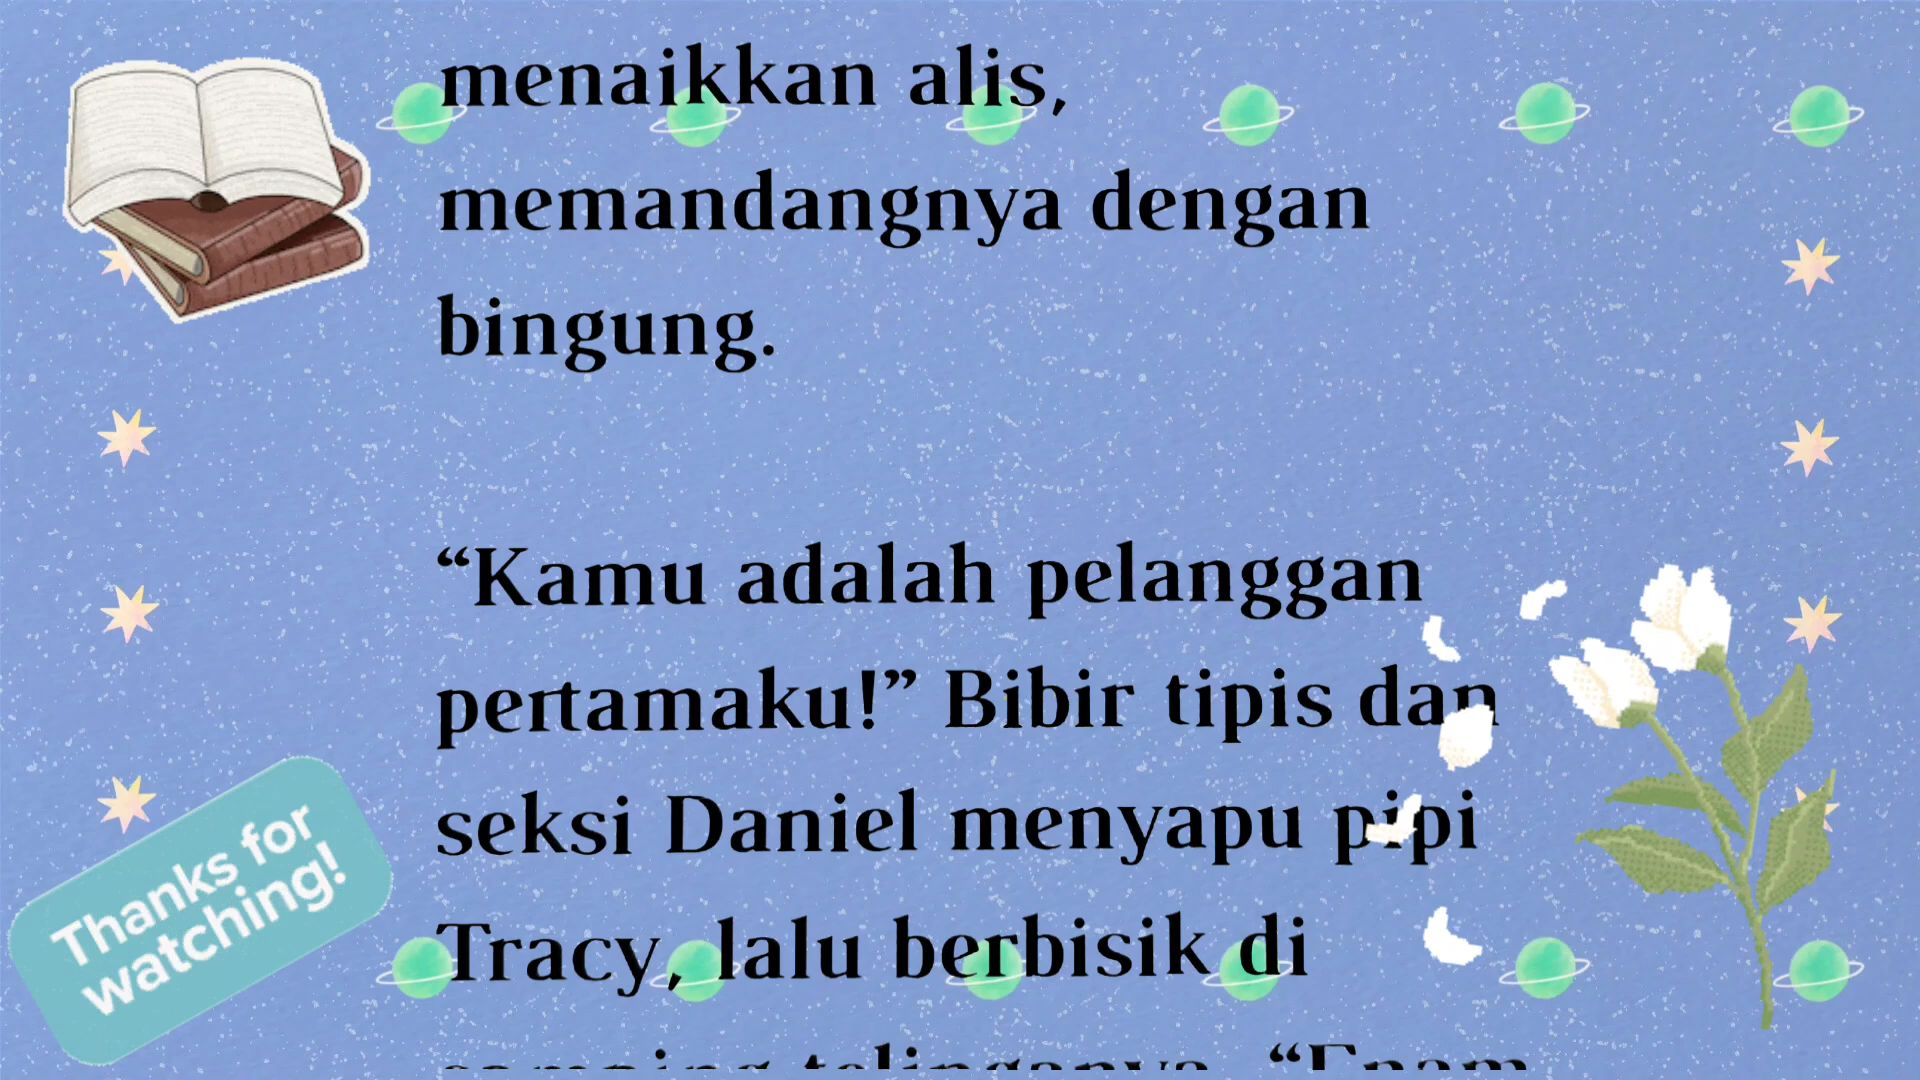 menaikkan alis,
memandangnya dengan
bingung.
“Kamu adalah pelanggan
pertamaku!” Bibir tipis dan
seksi Daniel menyapu pipi
Tracy, lalu berbisik di
samping telinganya, “Enam
Thanks for
watching!